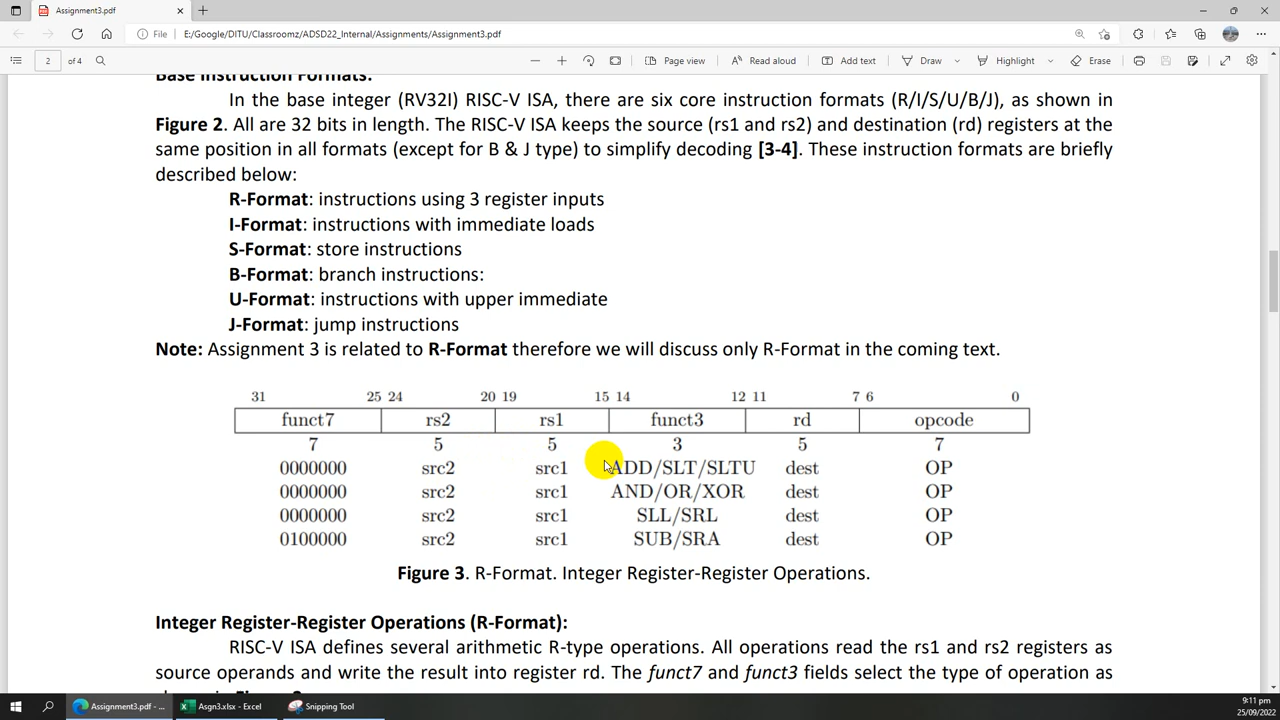 Assignment3.pdf
File E:/Google/DITU/Classroomz/ADSD22_Internal/Assignments/Assignment3.pdf
2 of 4 Page view Read aloud Add text Draw Highlight Erase
Base Instruction Formats:
In the base integer (RV32I) RISC-V ISA, there are six core instruction formats (R/I/S/U/B/J), as shown in
Figure 2. All are 32 bits in length. The RISC-V ISA keeps the source (rs1 and rs2) and destination (rd) registers at the
same position in all formats (except for B & J type) to simplify decoding [3-4]. These instruction formats are briefly
described below:
R-Format: instructions using 3 register inputs
I-Format: instructions with immediate loads
S-Format: store instructions
B-Format: branch instructions:
U-Format: instructions with upper immediate
J-Format: jump instructions
Note: Assignment 3 is related to R-Format therefore we will discuss only R-Format in the coming text.
31 25 24 20 19 15 14 12 11 7 6 0
funct7 rs2 rs1 funct3 rd opcode
7 5 5 3 5 7
0000000 src2 src1 ADD/SLT/SLTU dest OP
0000000 src2 src1 AND/OR/XOR dest OP
0000000 src2 src1 SLL/SRL dest OP
0100000 src2 src1 SUB/SRA dest OP
Figure 3. R-Format. Integer Register-Register Operations.
Integer Register-Register Operations (R-Format):
RISC-V ISA defines several arithmetic R-type operations. All operations read the rs1 and rs2 registers as
source operands and write the result into register rd. The funct7 and funct3 fields select the type of operation as
Assignment3.pdf - ... Asgn3.xlsx - Excel Snipping Tool
9:11 pm
25/09/2022